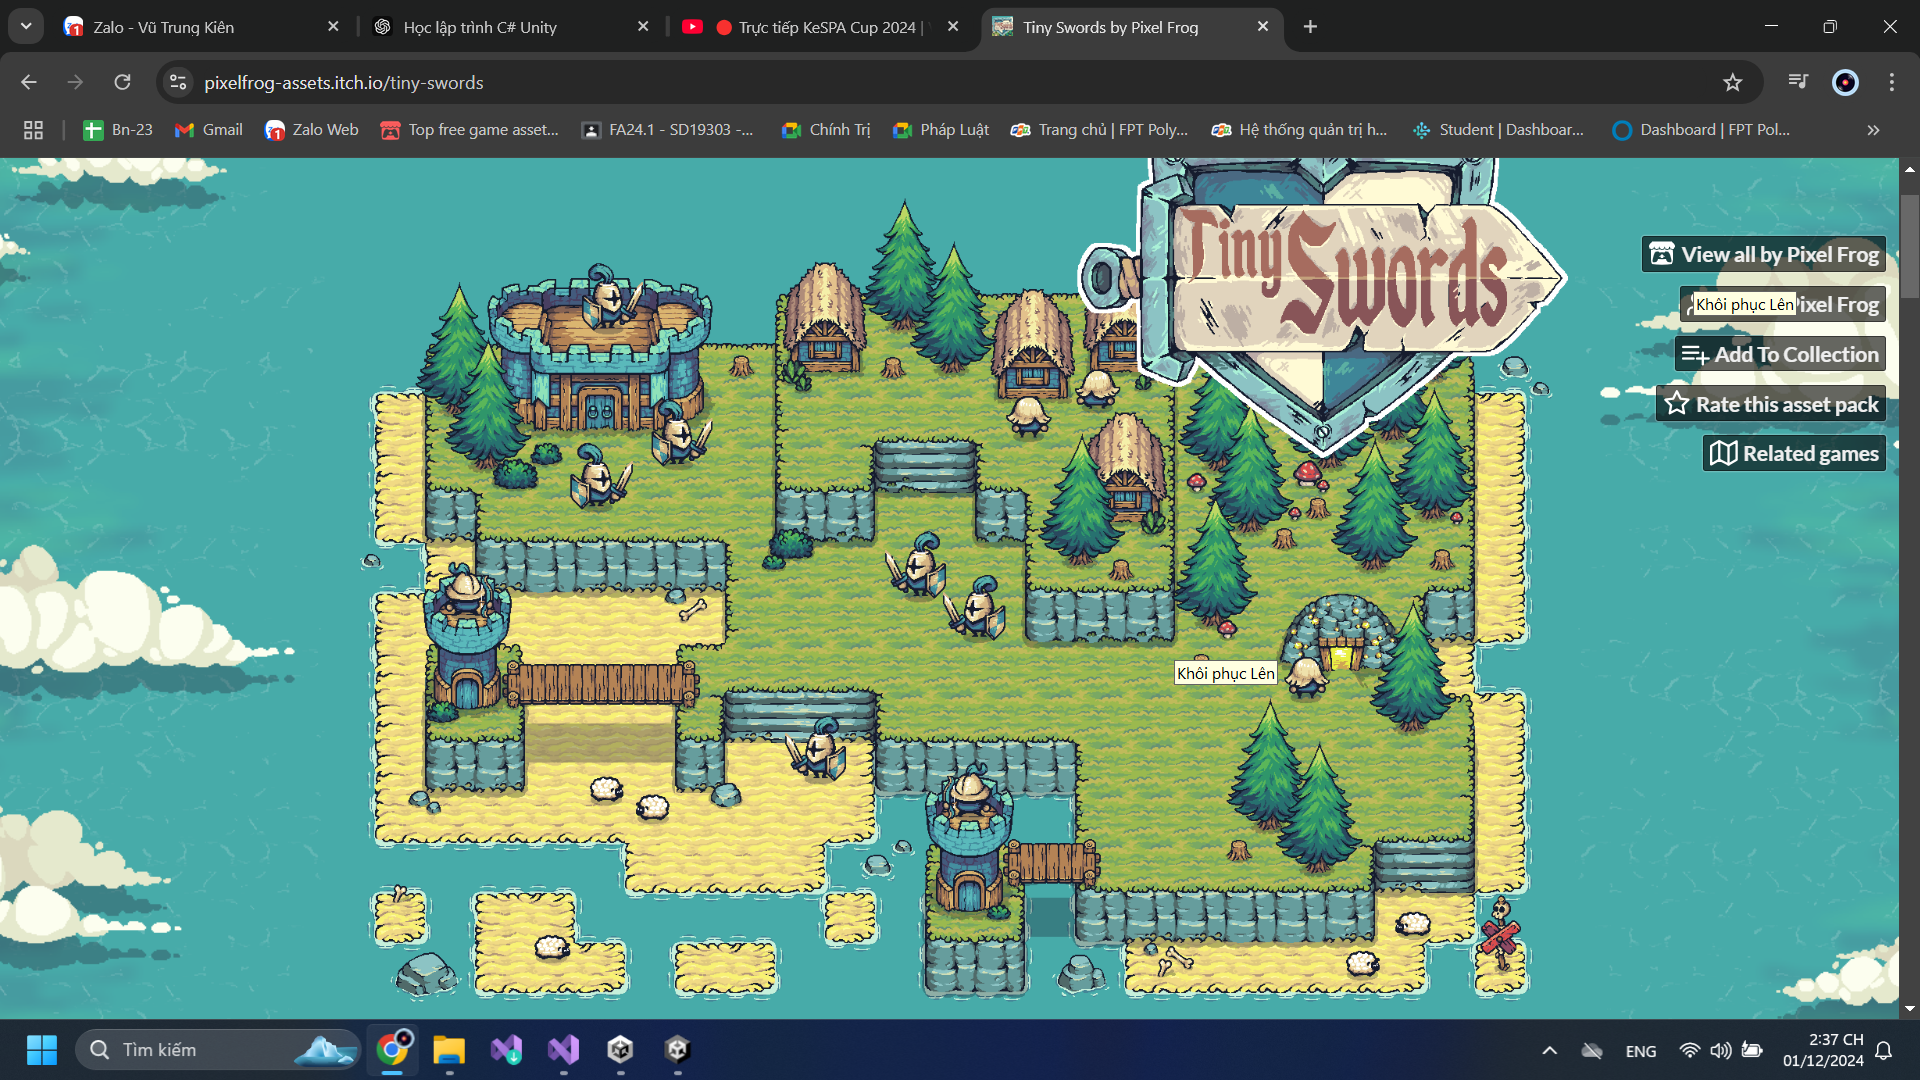 Zalo - Vũ Trung Kiên
Học lập trình C# Unity
Trực tiếp KeSPA Cup 2024 |
Tiny Swords by Pixel Frog
pixelfrog-assets.itch.io/tiny-swords
Bn-23
Gmail
Zalo Web
Top free game asset...
FA24.1 - SD19303 -...
Chính Trị
Pháp Luật
Trang chủ | FPT Poly...
Hệ thống quản trị h...
Student | Dashboar...
Dashboard | FPT Pol...
Tiny Swords
View all by Pixel Frog
Khôi phục Lên
Pixel Frog
Add To Collection
Rate this asset pack
Related games
Khôi phục Lên
Tìm kiếm
ENG
2:37 CH
01/12/2024